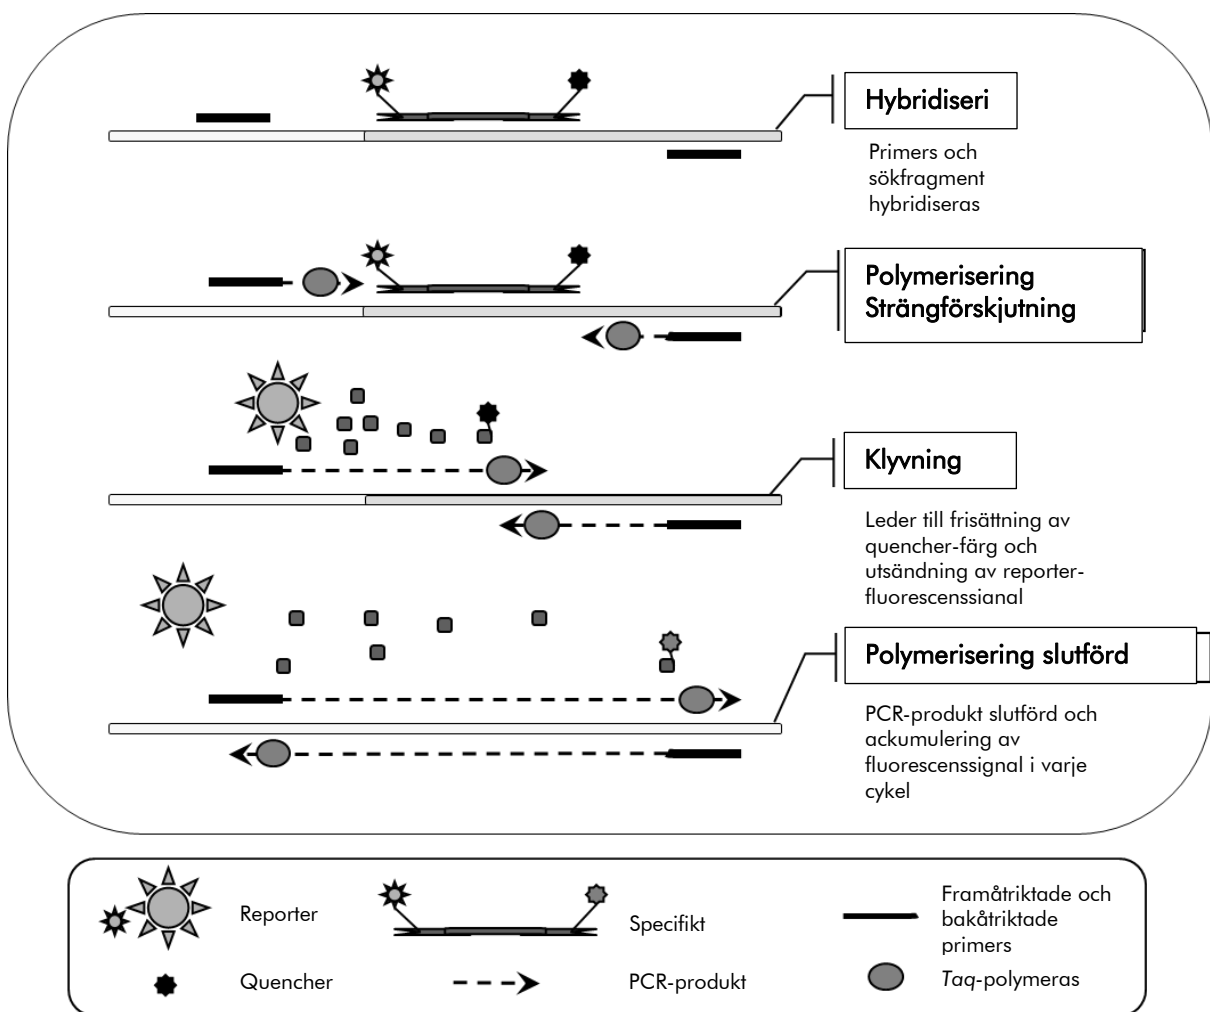 Hybridiseri
Primers och
sökfragment
hybridiseras
Polymerisering
Strängförskjutning
Klyvning
Leder till frisättning av
quencher-färg och
utsändning av reporter-
fluorescenssianal
Polymerisering slutförd
PCR-produkt slutförd och
ackumulering av
fluorescenssignal i varje
cykel
Reporter
Specifikt
Framåtriktade och
bakåtriktade
primers
Quencher
PCR-produkt
Taq-polymeras